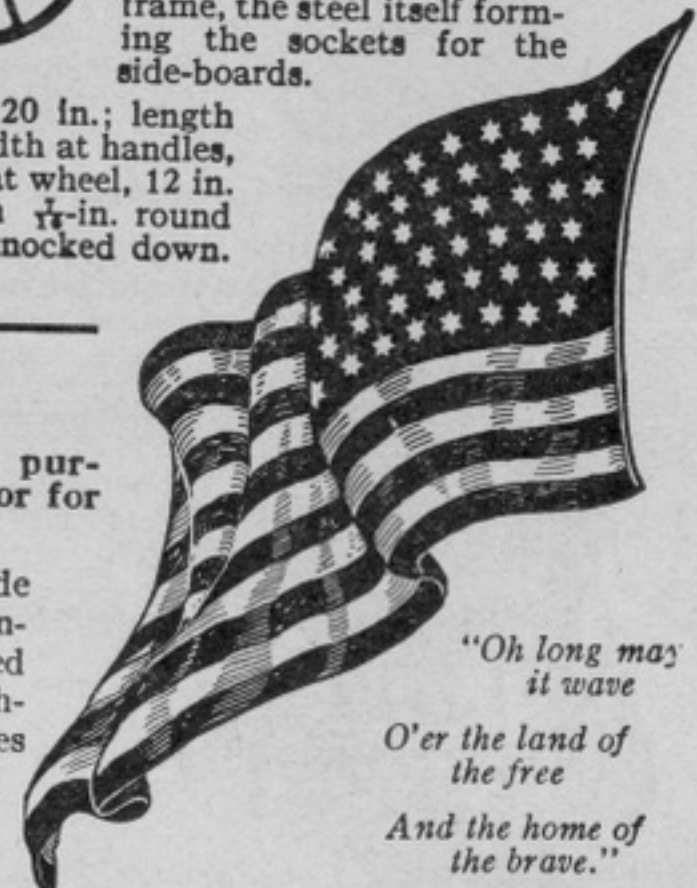 frame, the steel itself form-
ing the sockets for the
side-boards.
20 in.; length
dth at handles,
at wheel, 12 in.
-in. round
nocked down.
pur-
or for
de
n-
ed
h-
es
"Oh long may
it wave
O'er the land of
the free
And the home of
the brave."